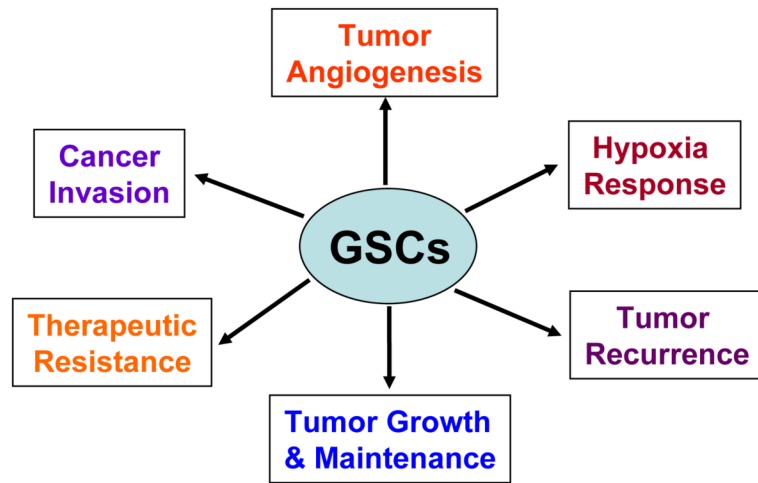 Tumor
Angiogenesis
Cancer
Invasion
Hypoxia
Response
GSCs
Therapeutic
Resistance
Tumor
Recurrence
Tumor Growth
& Maintenance